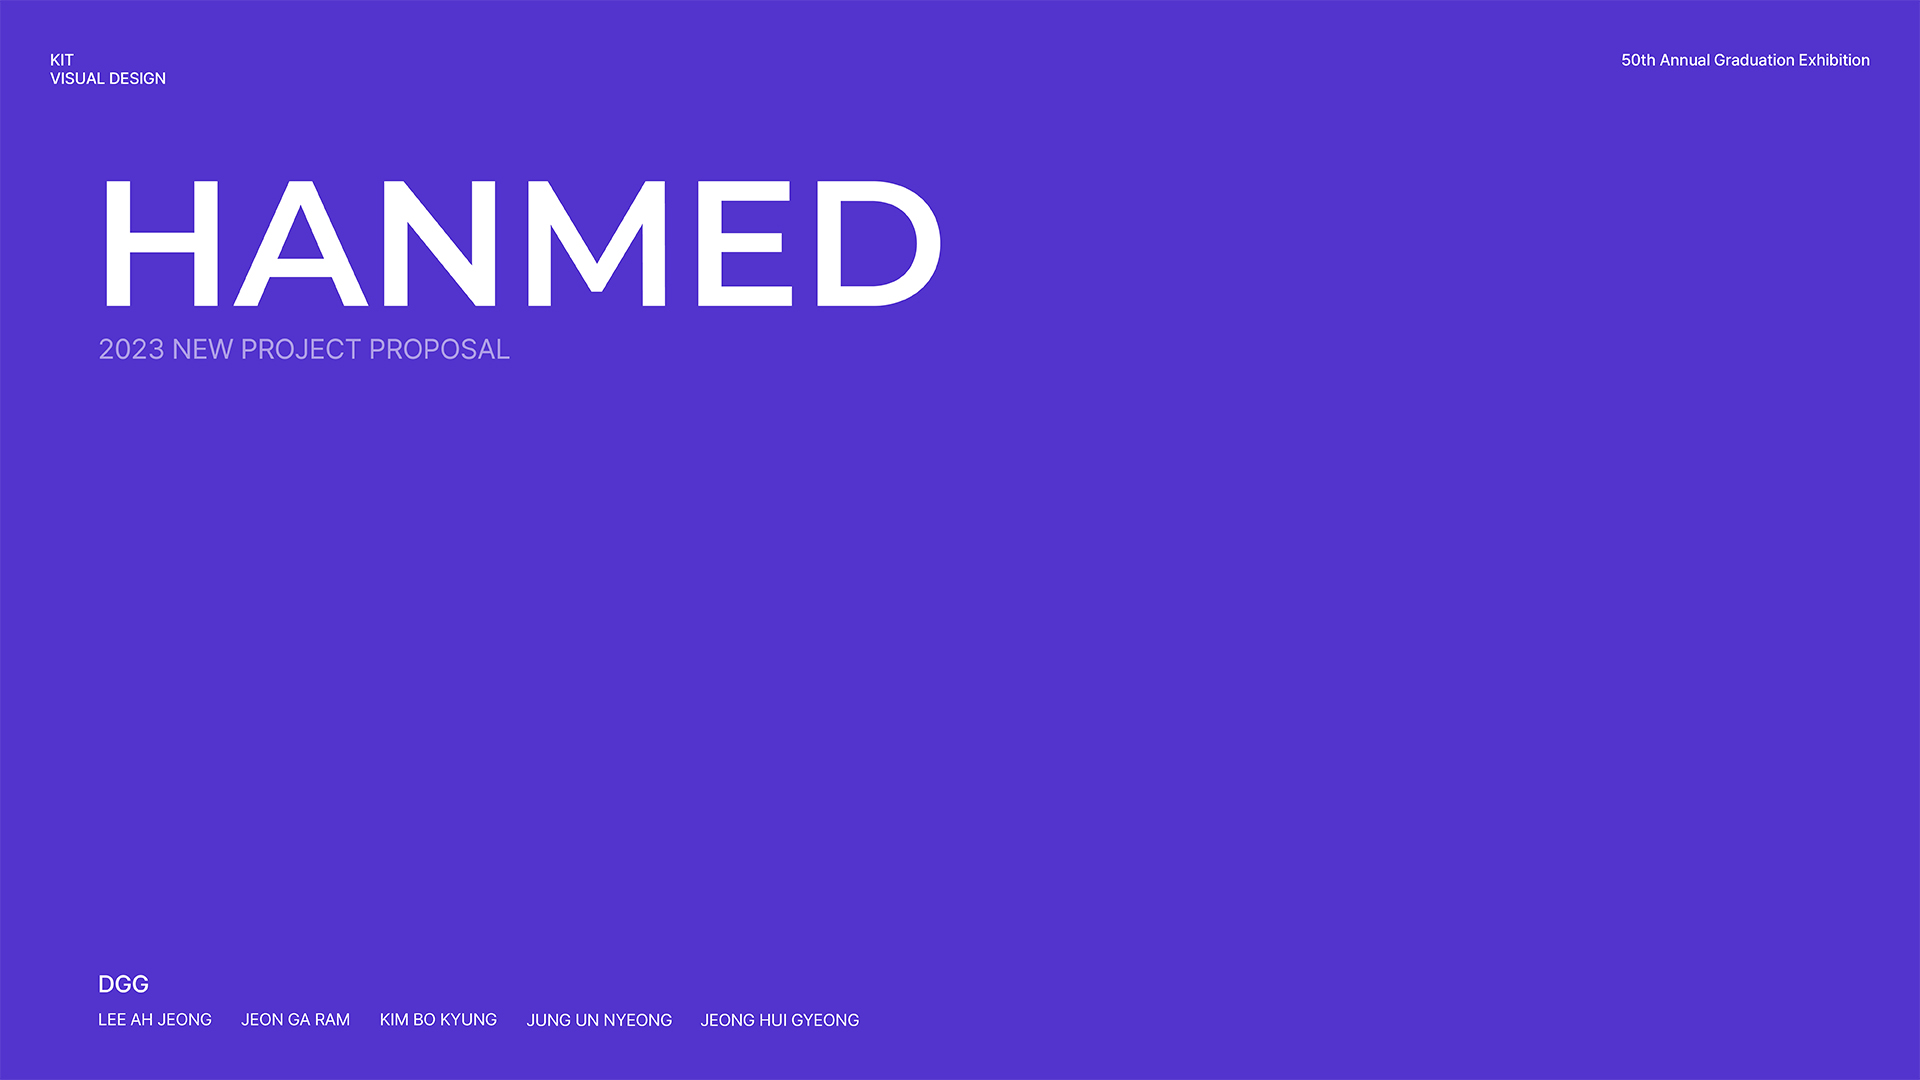 KIT
VISUAL DESIGN
50th Annual Graduation Exhibition
HANMED
2023 NEW PROJECT PROPOSAL
DGG
LEE AH JEONG JEON GA RAM KIM BO KYUNG JUNG UN NYEONG JEONG HUI GYEONG